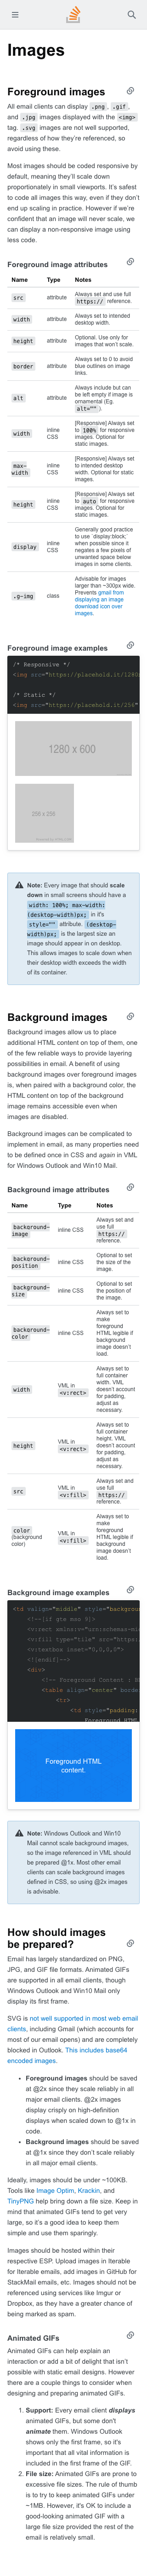 Images
Foreground images
All email clients can display .png, .gif,
and .jpg images displayed with the <img>
tag. .svg images are not well supported,
regardless of how they're reference, so
avoid using these.
Most images should be coded responsive by
default, meaning they'll scale down
proportionately in small viewports. It's safest
to code all images this way, even if they don't
end up scaling in practice. However if we're
confident that an image will never scale, we
can display a non-responsive image using
less code.
Foreground image attributes
Name Type Notes
src attribute Always set and use full
https:// reference.
width attribute Always set to intended
desktop width.
height attribute Optional. Use only for
images that won't scale.
border attribute Always set to 0 to avoid
blue outlines on image
links.
alt attribute Always include but can
be left empty if image is
ornamental (Eg.
alt="" ).
width inline
CSS [Responsive] Always set
to 100% for responsive
images. Optional for
static images.
max-
width inline
CSS [Responsive] Always set
to intended desktop
width. Optional for static
images.
height inline
CSS [Responsive] Always set
to auto for responsive
images. Optional for
static images.
display inline
CSS Generally good practice
to use `display:block;`
when possible since it
negates a few pixels of
unwanted space below
images in some clients.
.g-img class Advisable for images
larger than ~300px wide.
Prevents gmail from
displaying an image
download icon over
images.
Foreground image examples
/* Responsive */
<img src="https://placehold.it/1280
/* Static */
<img src="https://placehold.it/256"
1280 x 600
256 x 256
Note: Every image that should scale
down in small screens should have a
width: 100%; max-width:
(desktop-width)px; in it's
style="" attribute. (desktop-
width)px; is the largest size an
image should appear in on desktop.
This allows images to scale down when
their desktop width exceeds the width
of its container.
Background images
Background images allow us to place
additional HTML content on top of them, one
of the few reliable ways to provide layering
possibilities in email. A benefit of using
background images over foreground images
is, when paired with a background color, the
HTML content on top of the background
image remains accessible even when
images are disabled.
Background images can be complicated to
implement in email, as many properties need
to be defined once in CSS and again in VML
for Windows Outlook and Win10 Mail.
Background image attributes
Name Type Notes
background-
image inline CSS Always set and
use full
https://
reference.
background-
position inline CSS Optional to set
the size of the
image.
background-
size inline CSS Optional to set
the position of
the image.
background-
color inline CSS Always set to
make
foreground
HTML legible if
background
image doesn't
load.
width VML in
<v:rect> Always set to
full container
width. VML
doesn't account
for padding,
adjust as
necessary.
height VML in
<v:rect> Always set to
full container
height. VML
doesn't account
for padding,
adjust as
necessary.
src VML in
<v:fill> Always set and
use full
https://
reference.
color
(background
color) VML in
<v:fill> Always set to
make
foreground
HTML legible if
background
image doesn't
load.
Background image examples
<td align="middle" style="backgrou
<!--[if gte mso 9]>
<v:rect xmlns:v="urn:schemas-mi
<v:fill type="tile" src="https:
<v:textbox inset="0,0,0,0">
<![endif]-->
<div>
<!-- Foreground Content : B
<table align="center" borde
<tr>
<td style="padding:
Foreground HTML
Foreground HTML
content.
Note: Windows Outlook and Win10
Mail cannot scale background images,
so the image referenced in VML should
be prepared @1x. Most other email
clients can scale background images
defined in CSS, so using @2x images
is advisable.
How should images
be prepared?
Email has largely standardized on PNG,
JPG, and GIF file formats. Animated GIFs
are supported in all email clients, though
Windows Outlook and Win10 Mail only
display its first frame.
SVG is not well supported in most web email
clients, including Gmail (which accounts for
most of our email opens) and are completely
blocked in Outlook. This includes base64
encoded images.
• Foreground images should be saved
at @2x since they scale reliably in all
major email clients. @2x images
display crisply on high-definition
displays when scaled down to @1x in
code.
• Background images should be saved
at @1x since they don't scale reliably
in all major email clients.
Ideally, images should be under ~100KB.
Tools like Image Optim, Krackin, and
TinyPNG help bring down a file size. Keep in
mind that animated GIFs tend to get very
large, so it's a good idea to keep them
simple and use them sparingly.
Images should be hosted within their
respective ESP. Upload images in Iterable
for Iterable emails, add images in GitHub for
StackMail emails, etc. Images should not be
referenced using services like Imgur or
Dropbox, as they have a greater chance of
being marked as spam.
Animated GIFs
Animated GIFs can help explain an
interaction or add a bit of delight that isn't
possible with static email designs. However
there are a couple things to consider when
designing and preparing animated GIFs.
1. Support: Every email client displays
animated GIFs, but some don't
animate them. Windows Outlook
shows only the first frame, so it's
important that all vital information is
included in the first frame of the GIF.
2. File size: Animated GIFs are prone to
excessive file sizes. The rule of thumb
is to try to keep animated GIFs under
~1MB. However, it's OK to include a
good-looking animated GIF with a
large file size provided the rest of the
email is relatively small.